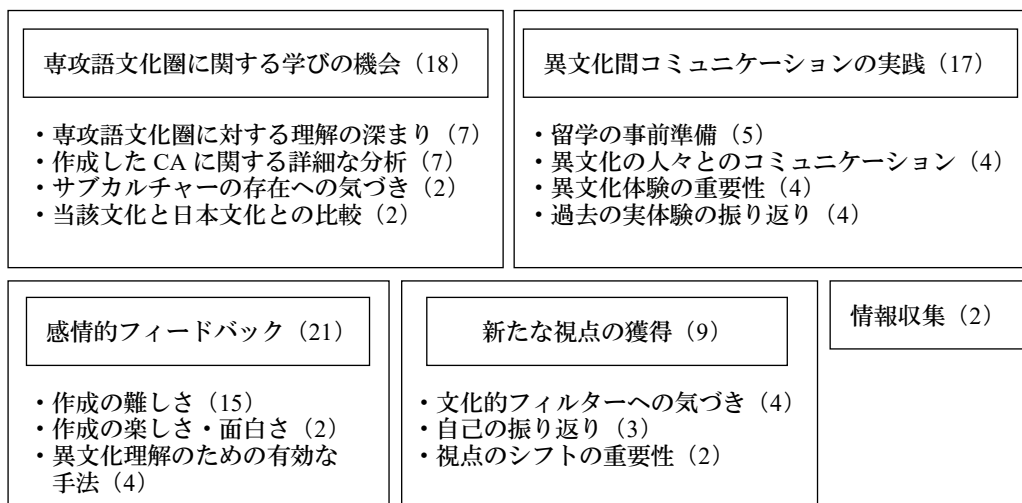 専攻語文化圏に関する学びの機会（18）
・専攻語文化圏に対する理解の深まり（7）
・作成した CA に関する詳細な分析（7）
・サブカルチャーの存在への気づき（2）
・当該文化と日本文化との比較（2）
異文化間コミュニケーションの実践（17）
・留学の事前準備（5）
・異文化の人々とのコミュニケーション（4）
・異文化体験の重要性（4）
・過去の実体験の振り返り（4）
感情的フィードバック（21）
・作成の難しさ（15）
・作成の楽しさ・面白さ（2）
・異文化理解のための有効な
手法（4）
新たな視点の獲得（9）
・文化的フィルターへの気づき（4）
・自己の振り返り（3）
・視点のシフトの重要性（2）
情報収集（2）